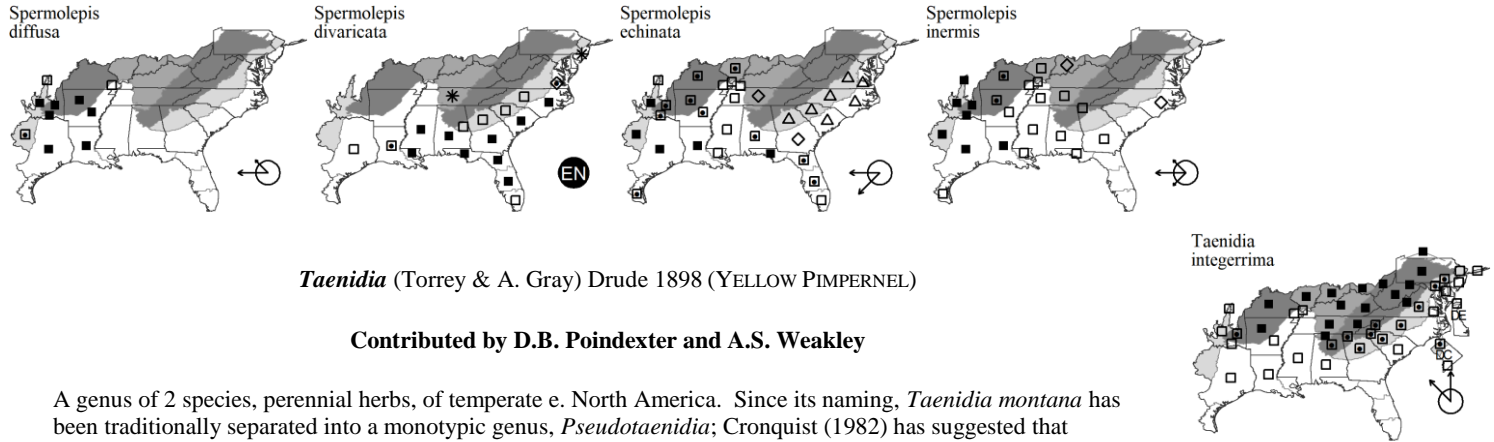 Spermolepis
diffusa
Spermolepis
divaricata
EN
Spermolepis
echinata
Spermolepis
inermis
Taenidia
integerrima
DE
DC
Taenidia (Torrey & A. Gray) Drude 1898 (YELLOW PIMPERNEL)
Contributed by D.B. Poindexter and A.S. Weakley
A genus of 2 species, perennial herbs, of temperate e. North America. Since its naming, Taenidia montana has
been traditionally separated into a monotypic genus, Pseudotaenidia; Cronquist (1982) has suggested that